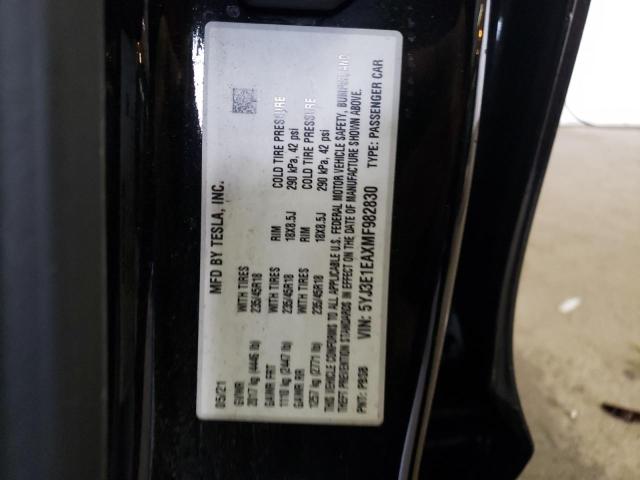 MFD BY TESLA, INC.
05/21
GVWR
2017 kg (4446 lb)
WITH TIRES
235/45R18
GAWR FRT
1110 kg (2447 lb)
WITH TIRES
235/45R18
RIM
18X8.5J
COLD TIRE PRESSURE
290 kPa, 42 psi
GAWR RR
1257 kg (2771 lb)
WITH TIRES
235/45R18
RIM
18X8.5J
COLD TIRE PRESSURE
290 kPa, 42 psi
THIS VEHICLE CONFORMS TO ALL APPLICABLE U.S. FEDERAL MOTOR VEHICLE SAFETY, BUMPER, AND
THEFT PREVENTION STANDARDS IN EFFECT ON THE DATE OF MANUFACTURE SHOWN ABOVE.
VIN: 5YJ3E1EAXMF982830
TYPE: PASSENGER CAR
PNT: PBSB